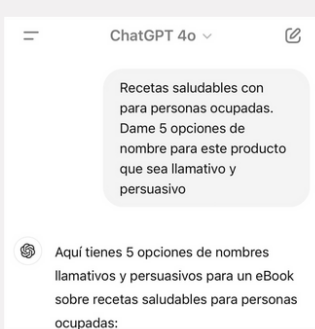 ChatGPT 4o
Recetas saludables con
para personas ocupadas.
Dame 5 opciones de
nombre para este producto
que sea llamativo y
persuasivo
Aquí tienes 5 opciones de nombres
llamativos y persuasivos para un eBook
sobre recetas saludables para personas
ocupadas: